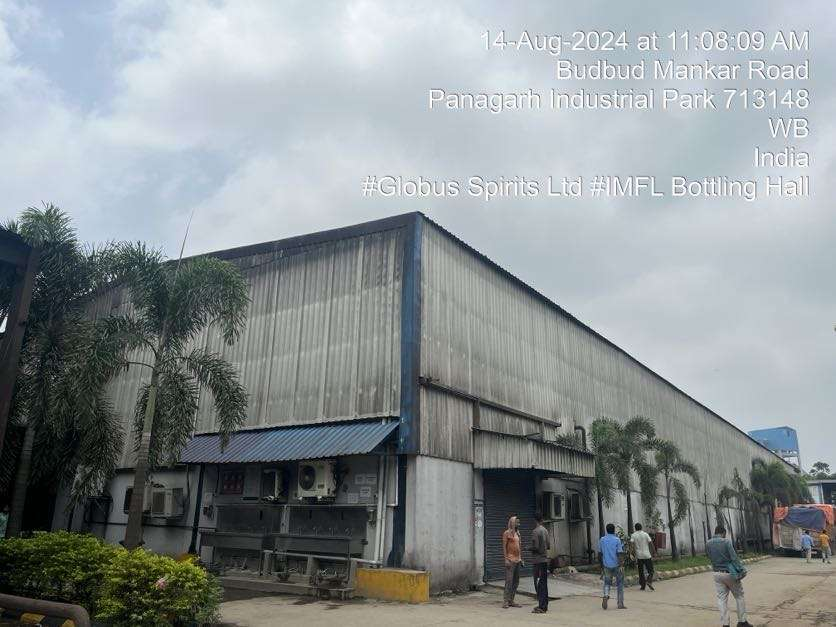 14-Aug-2024 at 11:08:09 AM
Budbud Mankar Road
Panagarh Industrial Park 713148
WB
India
#Globus Spirits Ltd #IMFL Bottling Hall